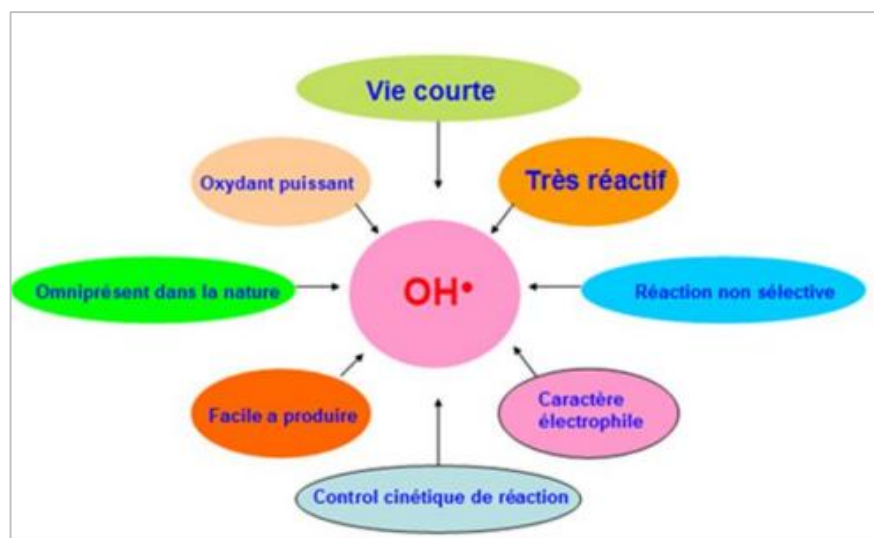 Vie courte
Oxydant puissant
Très réactif
Omniprésent dans la nature
OH•
Réaction non sélective
Facile a produire
Caractère
électrophile
Control cinétique de réaction